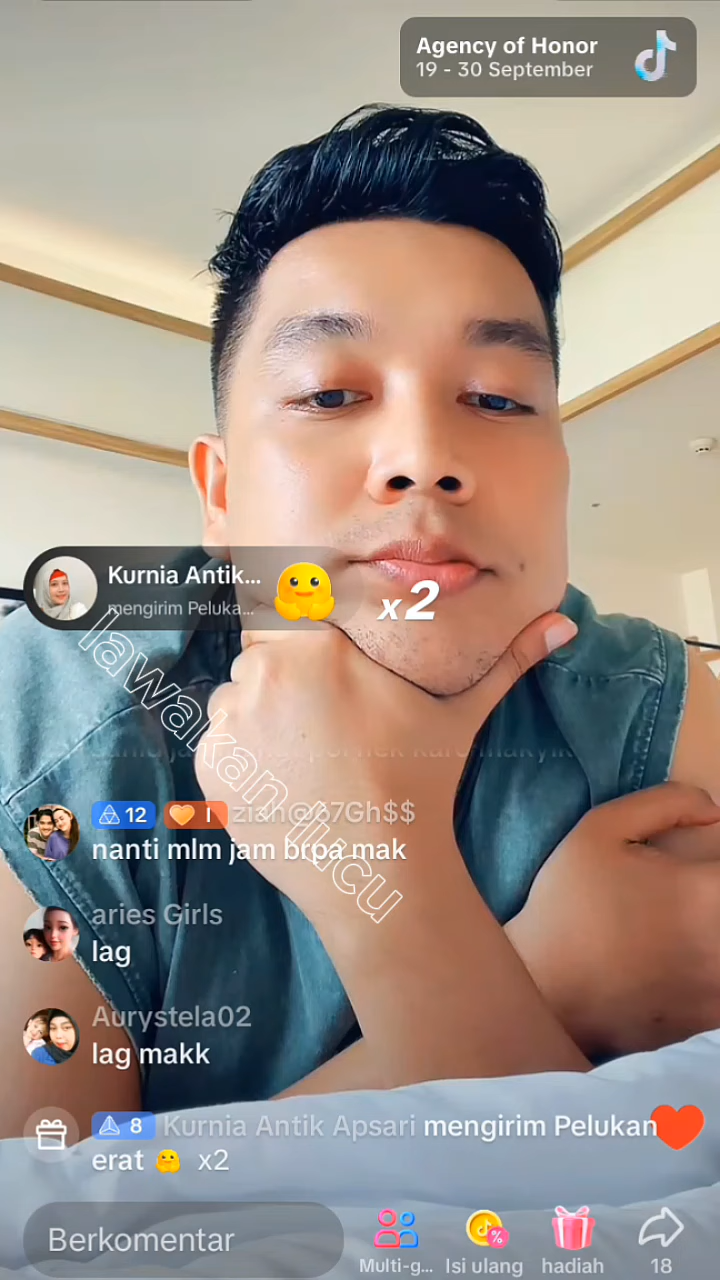 Agency of Honor
19 - 30 September
Kurnia Antik...
mengirim Peluka...
x2
lawakan lucu
12 I ziah@67Gh$$
nanti mlm jam brpa mak
aries Girls
lag
Aurystela02
lag makk
8 Kurnia Antik Apsari mengirim Pelukan
erat x2
Berkomentar
Multi-g...
Isi ulang
hadiah
18